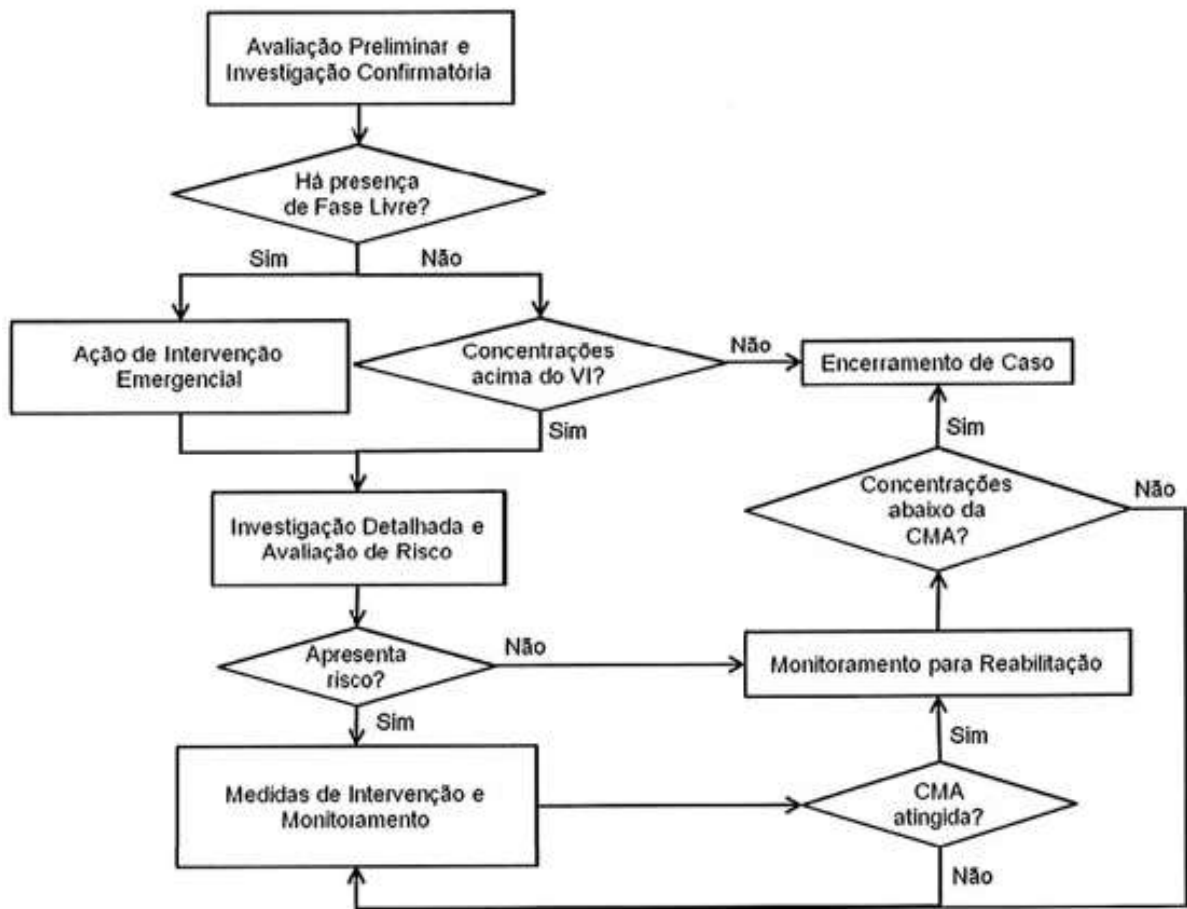 Avaliação Preliminar e
Investigação Confirmatória
Há presença
de Fase Livre?
Sim
Não
Ação de Intervenção
Emergencial
Concentrações
acima do VI?
Não
Encerramento de Caso
Sim
Sim
Concentrações
abaixo da
CMA?
Não
Investigação Detalhada e
Avaliação de Risco
Apresenta
risco?
Não
Monitoramento para Reabilitação
Sim
Sim
Medidas de Intervenção e
Monitoramento
CMA
atingida?
Não